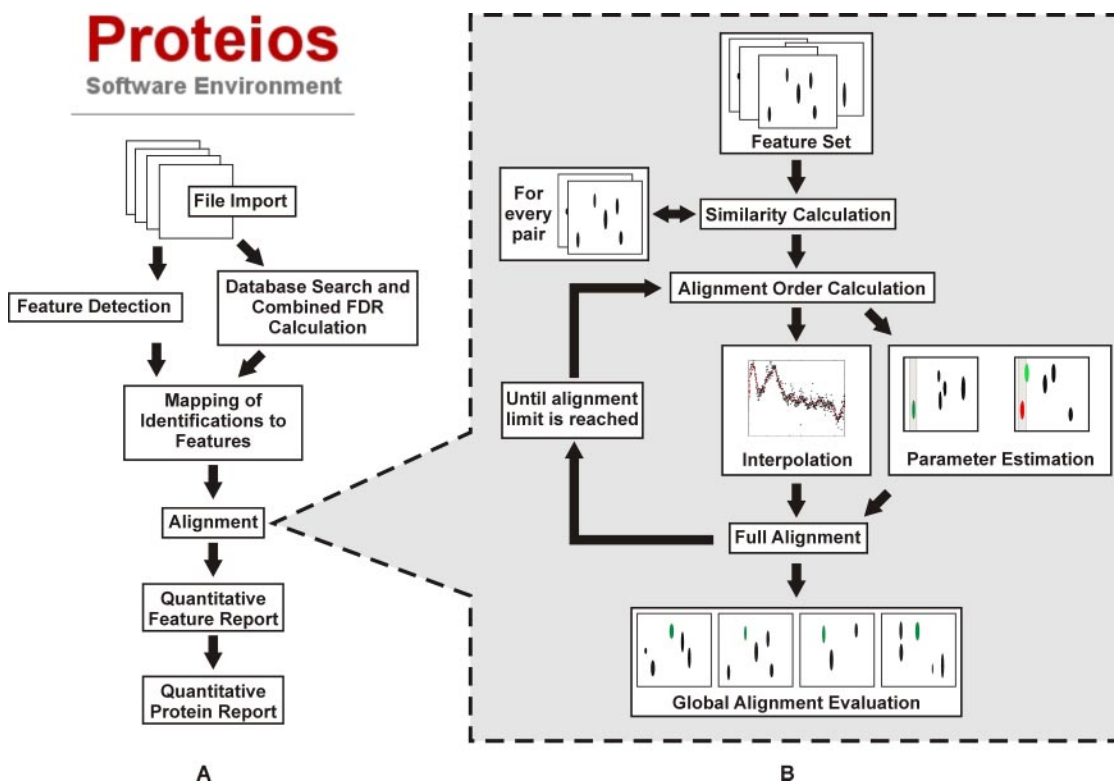 Proteios
Software Environment
File Import
Feature Detection
Database Search and
Combined FDR
Calculation
Mapping of
Identifications to
Features
Alignment
Quantitative
Feature Report
Quantitative
Protein Report
A
Feature Set
For
every
pair
Similarity Calculation
Alignment Order Calculation
Until alignment
limit is reached
Interpolation
Parameter Estimation
Full Alignment
Global Alignment Evaluation
B